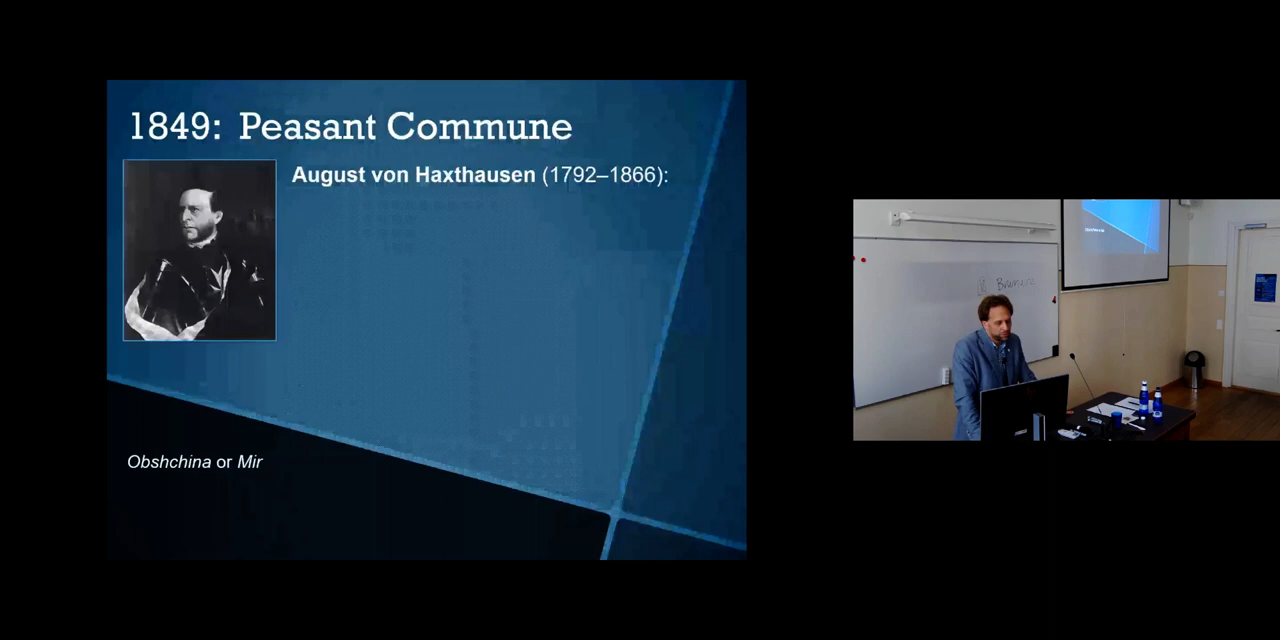 1849: Peasant Commune
August von Haxthausen (1792–1866):
Obshchina or Mir